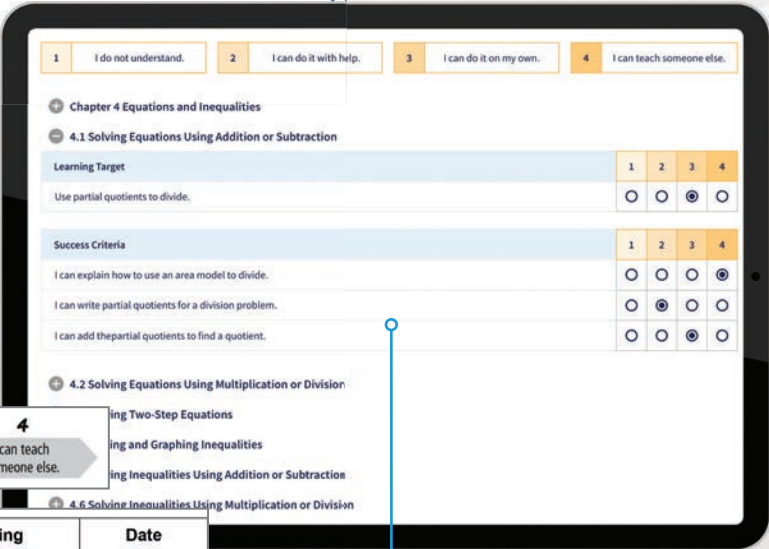 1 I do not understand. 2 I can do it with help. 3 I can do it on my own. 4 I can teach someone else.
Chapter 4 Equations and Inequalities
4.1 Solving Equations Using Addition or Subtraction
Learning Target 1 2 3 4
Use partial quotients to divide.
Success Criteria 1 2 3 4
I can explain how to use an area model to divide.
I can write partial quotients for a division problem.
I can add thepartial quotients to find a quotient.
4.2 Solving Equations Using Multiplication or Division
ing Two-Step Equations
ing and Graphing Inequalities
ing Inequalities Using Addition or Subtraction
4.6 Solving Inequalities Using Multiplication or Division
4
can teach
meone else.
ing Date